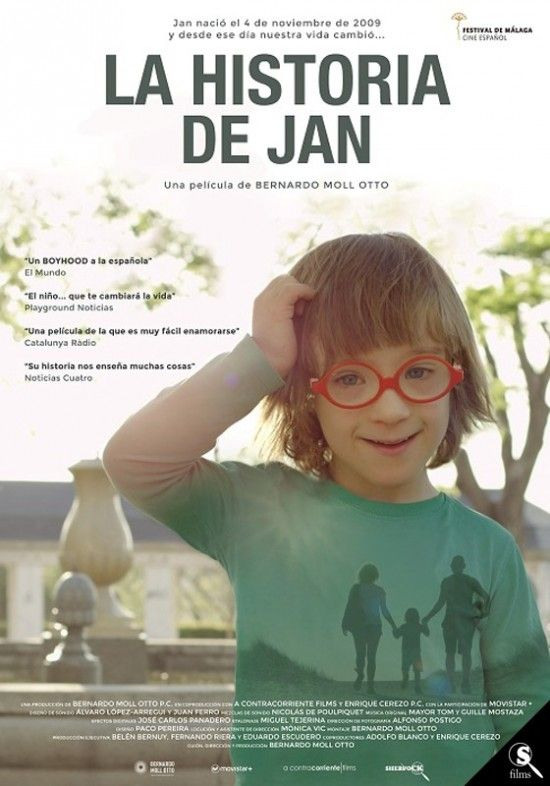 Jan nació el 4 de noviembre de 2009
y desde ese día nuestra vida cambió...
FESTIVAL DE MÁLAGA
CINE ESPAÑOL
LA HISTORIA
DE JAN
Una película de BERNARDO MOLL OTTO
"Un BOYHOOD a la española"
El Mundo
"El niño... que te cambiará la vida"
Playground Noticias
"Una película de la que es muy fácil enamorarse"
Catalunya Ràdio
"Su historia nos enseña muchas cosas"
Noticias Cuatro
UNA PRODUCCIÓN DE BERNARDO MOLL OTTO P.C. EN COPRODUCCIÓN CON A CONTRACORRIENTE FILMS Y ENRIQUE CEREZO P.C. CON LA PARTICIPACIÓN DE MOVISTAR +
DISEÑO DE SONIDO ÁLVARO LÓPEZ-ARREGUI Y JUAN FERRO MEZCLAS DE SONIDO NICOLÁS DE POULPIQUET MÚSICA ORIGINAL MAYOR TOM Y GUILLE MOSTAZA
EFECTOS DIGITALES JOSÉ CARLOS PANADERO ETALONAJE MIGUEL TEJERINA DIRECCIÓN DE FOTOGRAFÍA ALFONSO POSTIGO
DISEÑO PACO PEREIRA LOCUCIÓN Y ASISTENTE DE DIRECCIÓN MÓNICA VIC MONTAJE BERNARDO MOLL OTTO
PRODUCCIÓN EJECUTIVA BELÉN BERNUY, FERNANDO RIERA Y EDUARDO ESCUDERO COPRODUCTORES ADOLFO BLANCO Y ENRIQUE CEREZO
GUIÓN, DIRECCIÓN Y PRODUCCIÓN BERNARDO MOLL OTTO
BERNARDO MOLL OTTO
movistar+
a contracorriente films
S
films